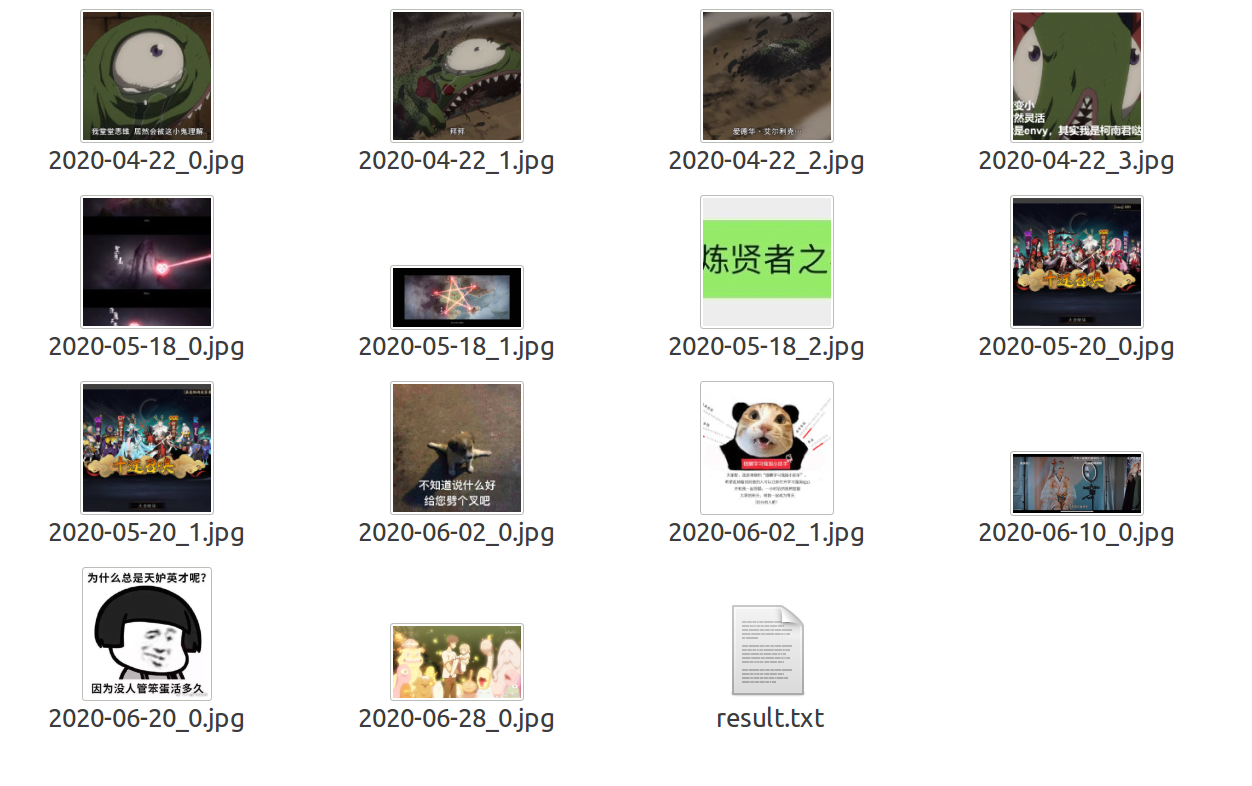 我堂堂恩维 居然会被这小鬼理解
拜拜
爱德华·艾尔利克…
变小
然灵活
是envy，其实我是柯南君哒
2020-04-22_0.jpg
2020-04-22_1.jpg
2020-04-22_2.jpg
2020-04-22_3.jpg
炼贤者之
十连召唤
2020-05-18_0.jpg
2020-05-18_1.jpg
2020-05-18_2.jpg
2020-05-20_0.jpg
十连召唤
不知道说什么好
给您劈个叉吧
2020-05-20_1.jpg
2020-06-02_0.jpg
2020-06-02_1.jpg
2020-06-10_0.jpg
为什么总是天妒英才呢?
因为没人管笨蛋活多久
2020-06-20_0.jpg
2020-06-28_0.jpg
result.txt